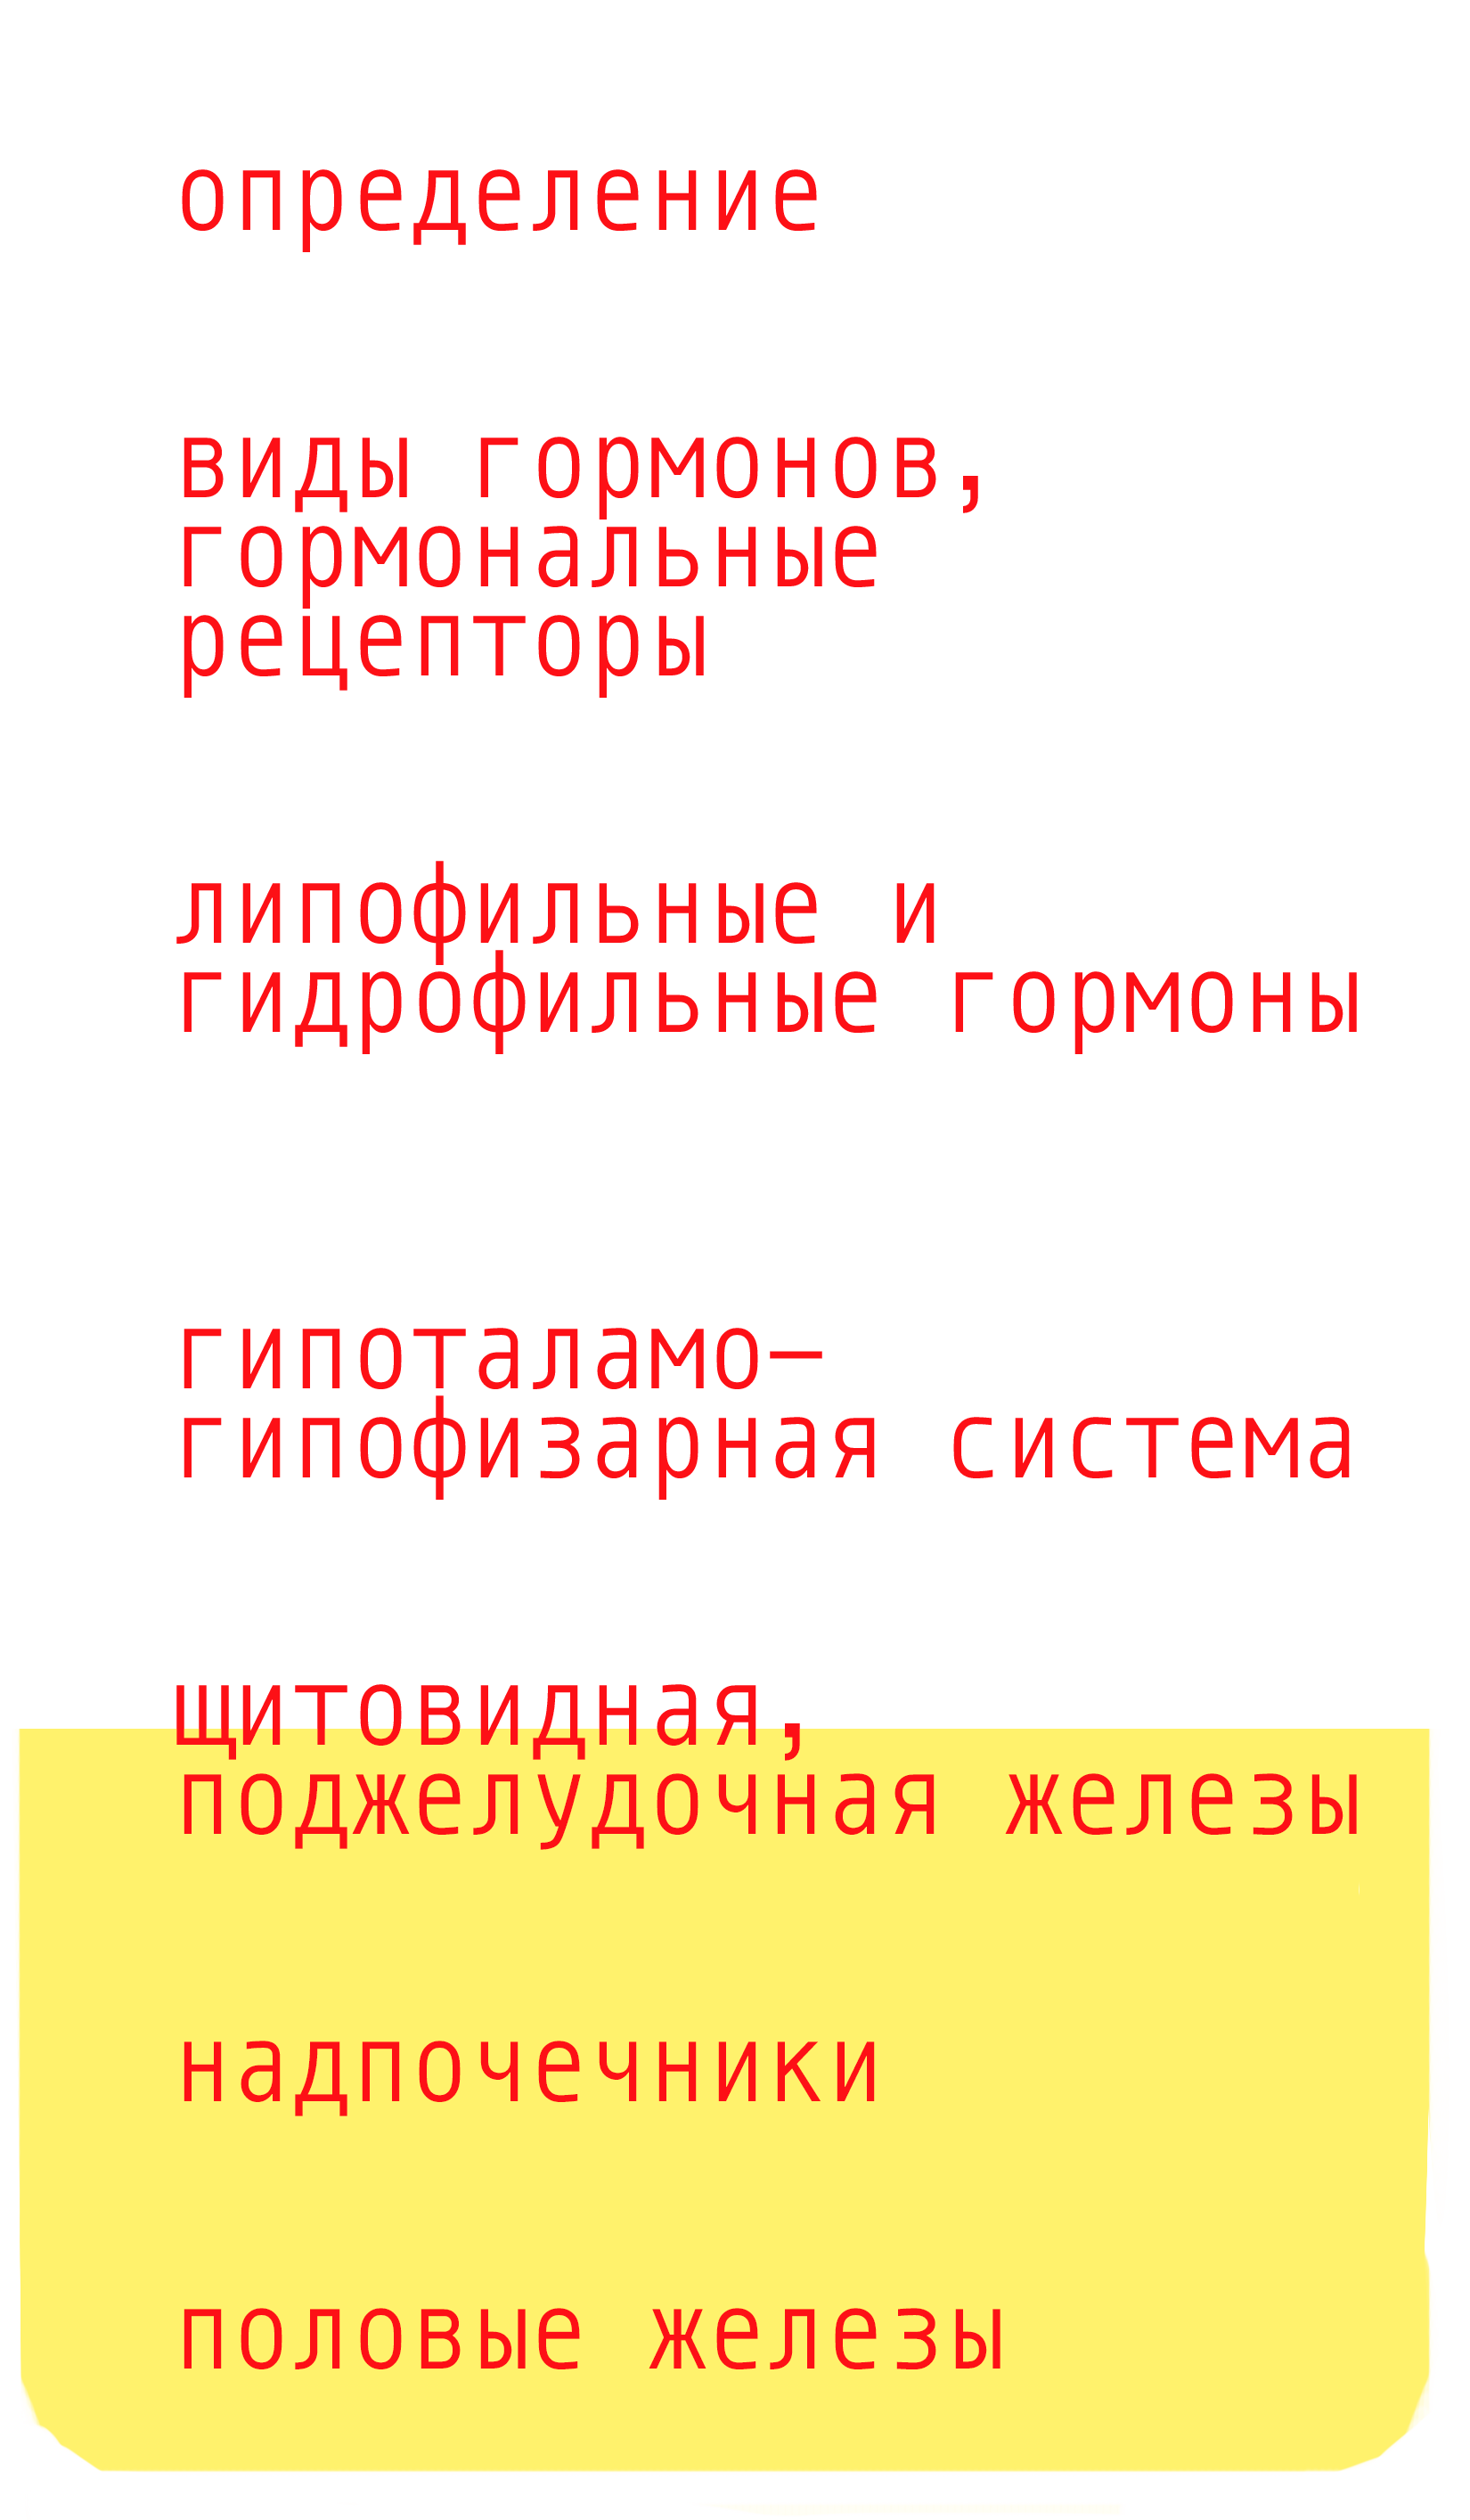 определение
виды гормонов,
гормональные
рецепторы
липофильные и
гидрофильные гормоны
гипоталамо–
гипофизарная система
щитовидная,
поджелудочная железы
надпочечники
половые железы